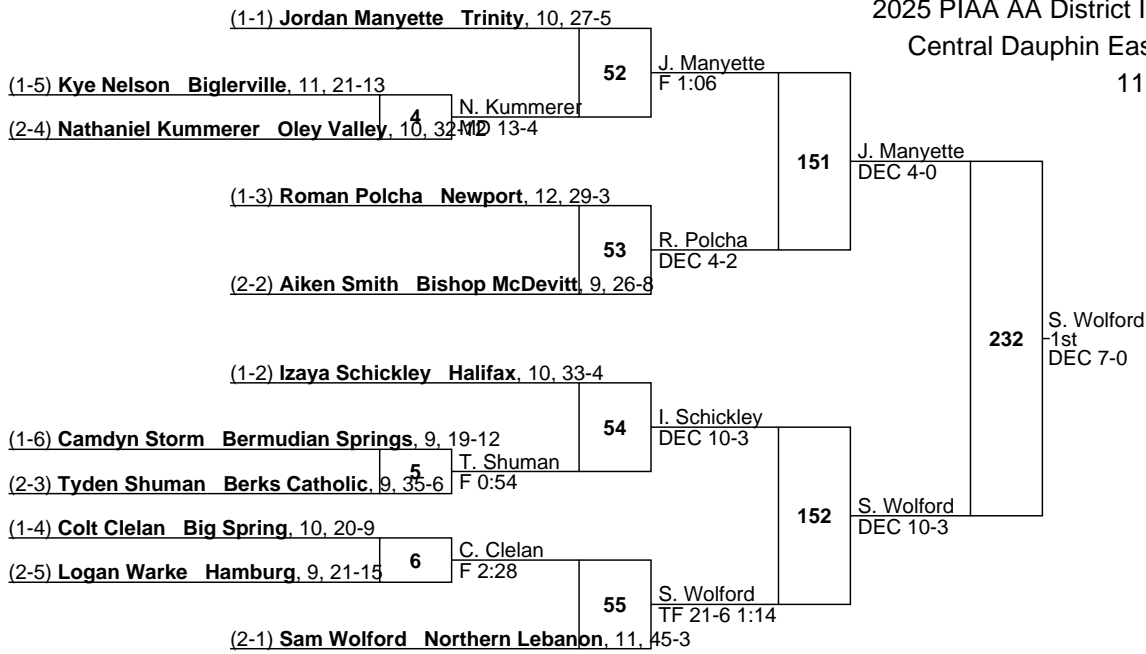 2025 PIAA AA District I
Central Dauphin Eas
11
(1-1) Jordan Manyette Trinity, 10, 27-5
52
J. Manyette
F 1:06
(1-5) Kye Nelson Biglerville, 11, 21-13
4
N. Kummerer
MD 13-4
(2-4) Nathaniel Kummerer Oley Valley, 10, 32-12
151
J. Manyette
DEC 4-0
(1-3) Roman Polcha Newport, 12, 29-3
53
R. Polcha
DEC 4-2
(2-2) Aiken Smith Bishop McDevitt, 9, 26-8
232
S. Wolford
1st
DEC 7-0
(1-2) Izaya Schickley Halifax, 10, 33-4
54
I. Schickley
DEC 10-3
(1-6) Camdyn Storm Bermudian Springs, 9, 19-12
5
T. Shuman
F 0:54
(2-3) Tyden Shuman Berks Catholic, 9, 35-6
152
S. Wolford
DEC 10-3
(1-4) Colt Clelan Big Spring, 10, 20-9
6
C. Clelan
F 2:28
(2-5) Logan Warke Hamburg, 9, 21-15
55
S. Wolford
TF 21-6 1:14
(2-1) Sam Wolford Northern Lebanon, 11, 45-3